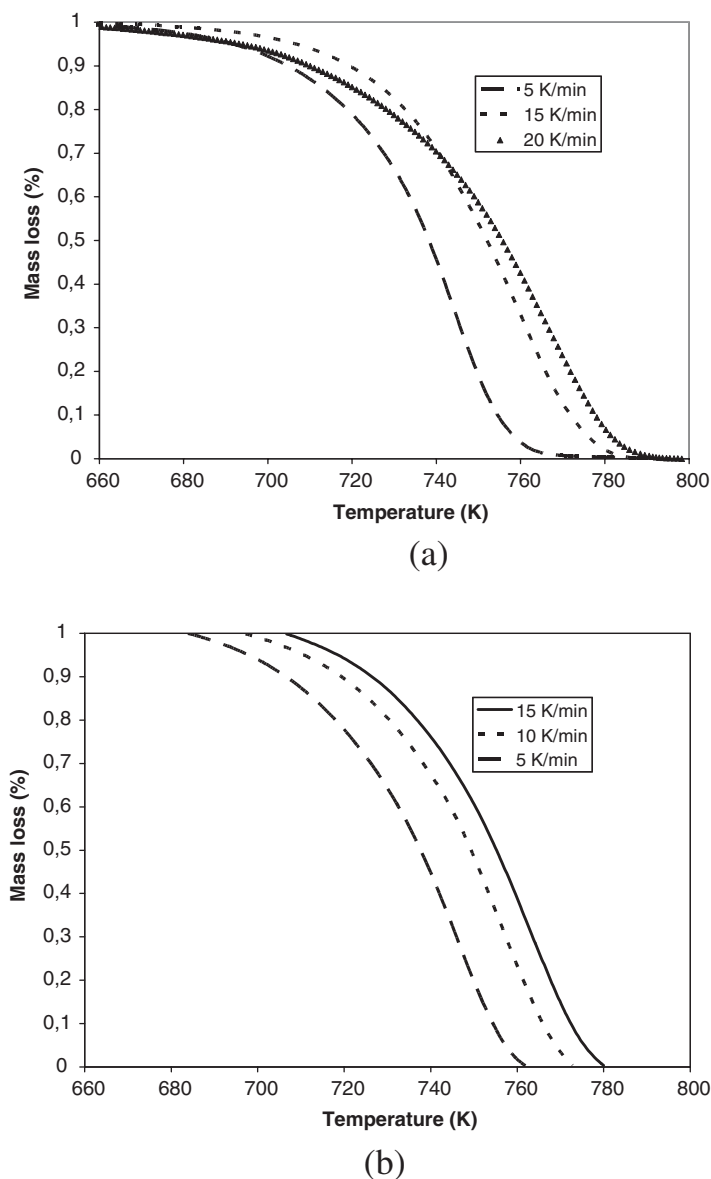 1
0,9
0,8
0,7
0,6
0,5
0,4
0,3
0,2
0,1
0
Mass loss (%)
5 K/min
15 K/min
20 K/min
660 680 700 720 740 760 780 800
Temperature (K)
(a)
1
0,9
0,8
0,7
0,6
0,5
0,4
0,3
0,2
0,1
0
Mass loss (%)
15 K/min
10 K/min
5 K/min
660 680 700 720 740 760 780 800
Temperature (K)
(b)